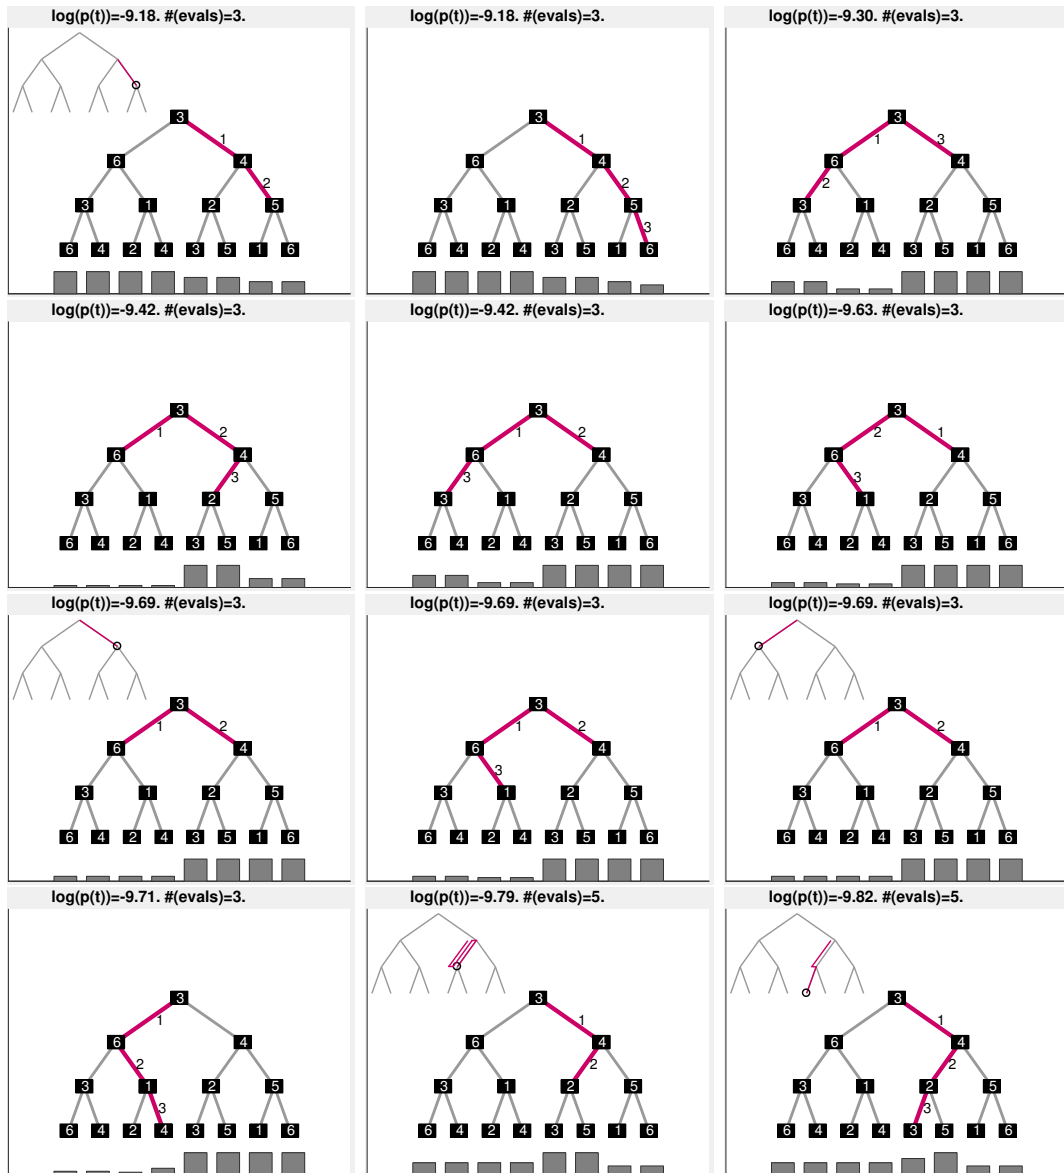 log(p(t))=-9.18. #(evals)=3. log(p(t))=-9.18. #(evals)=3. log(p(t))=-9.30. #(evals)=3.
3 3 3
1 1 1 3
6 4 6 4 6 4
2 2 2
3 1 2 5 3 1 2 5 3 1 2 5
3
6 4 2 4 3 5 1 6 6 4 2 4 3 5 1 6 6 4 2 4 3 5 1 6
log(p(t))=-9.42. #(evals)=3. log(p(t))=-9.42. #(evals)=3. log(p(t))=-9.63. #(evals)=3.
3 3 3
1 2 1 2 2 1
6 4 6 4 6 4
3 3 3
3 1 2 5 3 1 2 5 3 1 2 5
6 4 2 4 3 5 1 6 6 4 2 4 3 5 1 6 6 4 2 4 3 5 1 6
log(p(t))=-9.69. #(evals)=3. log(p(t))=-9.69. #(evals)=3. log(p(t))=-9.69. #(evals)=3.
3 3 3
1 2 1 2 1 2
6 4 6 4 6 4
3
3 1 2 5 3 1 2 5 3 1 2 5
6 4 2 4 3 5 1 6 6 4 2 4 3 5 1 6 6 4 2 4 3 5 1 6
log(p(t))=-9.71. #(evals)=3. log(p(t))=-9.79. #(evals)=5. log(p(t))=-9.82. #(evals)=5.
3 3 3
1 1 1
6 4 6 4 6 4
2 2 2
3 1 2 5 3 1 2 5 3 1 2 5
3 3
6 4 2 4 3 5 1 6 6 4 2 4 3 5 1 6 6 4 2 4 3 5 1 6